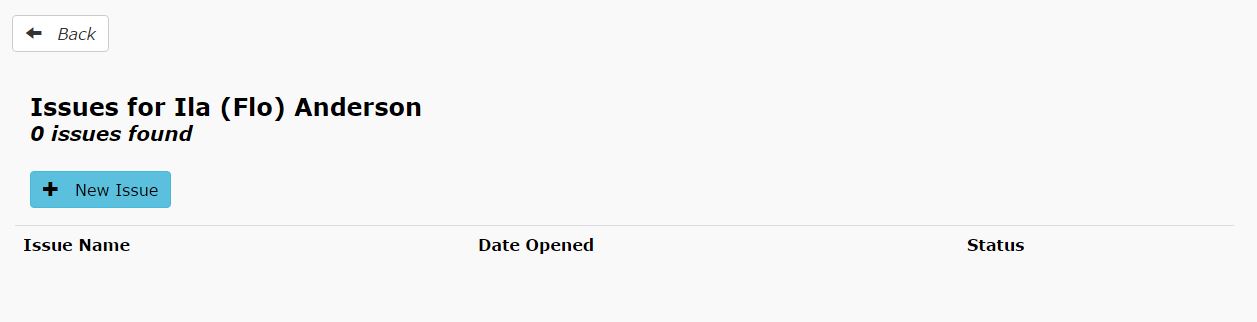 Back
Issues for Ila (Flo) Anderson
0 issues found
New Issue
Issue Name Date Opened Status